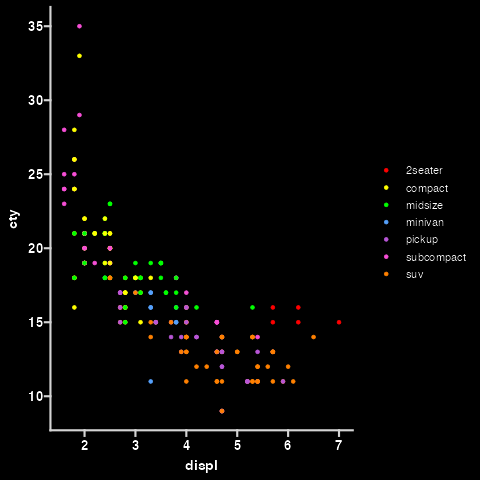 35
30
25
20
15
10
cty
2
3
4
5
6
7
displ
2seater
compact
midsize
minivan
pickup
subcompact
suv